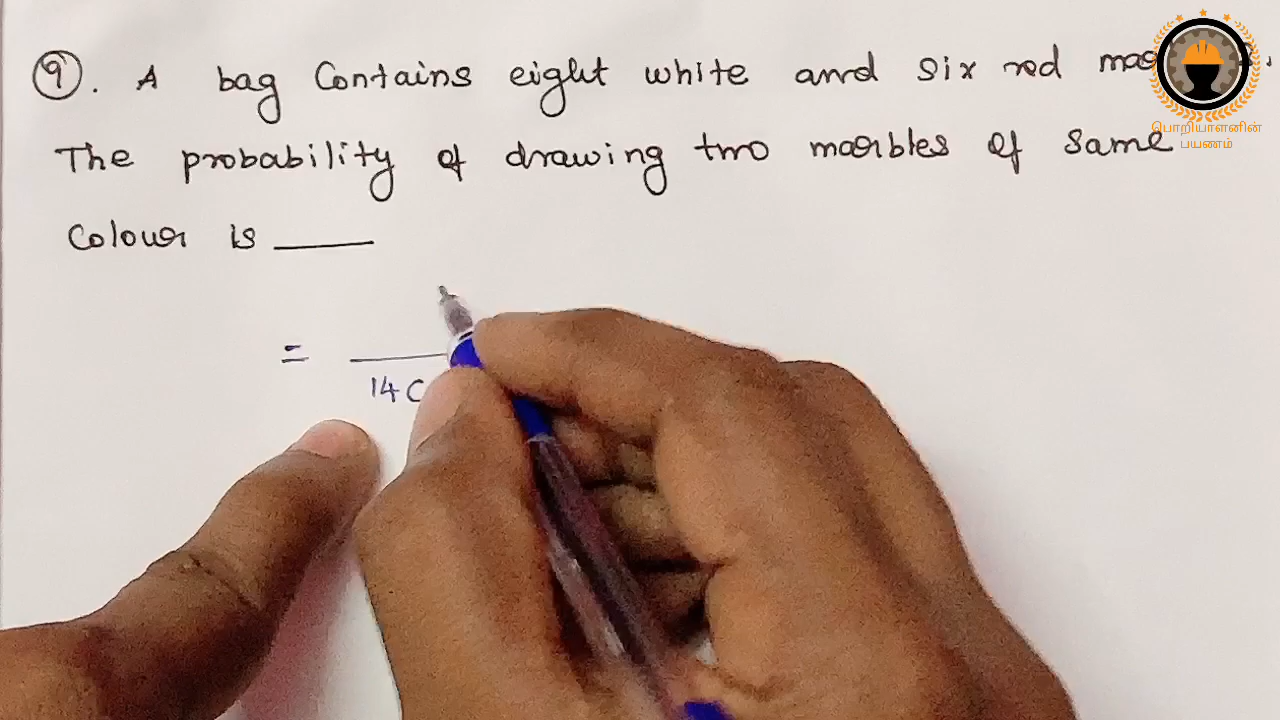 9. A bag Contains eight white and six red
The probability of drawing two marbles of same
Colour is ____
=
14C
பொறியாளனின்
பயணம்